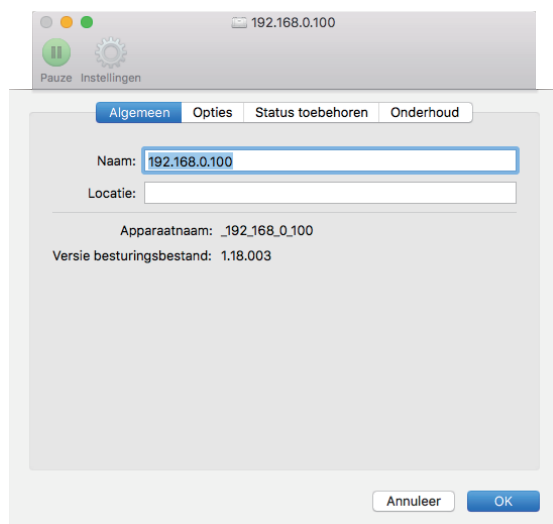 192.168.0.100
Pauze Instellingen
Algemeen Opties Status toebehoren Onderhoud
Naam: 192.168.0.100
Locatie:
Apparaatnaam: _192_168_0_100
Versie besturingsbestand: 1.18.003
Annuleer OK